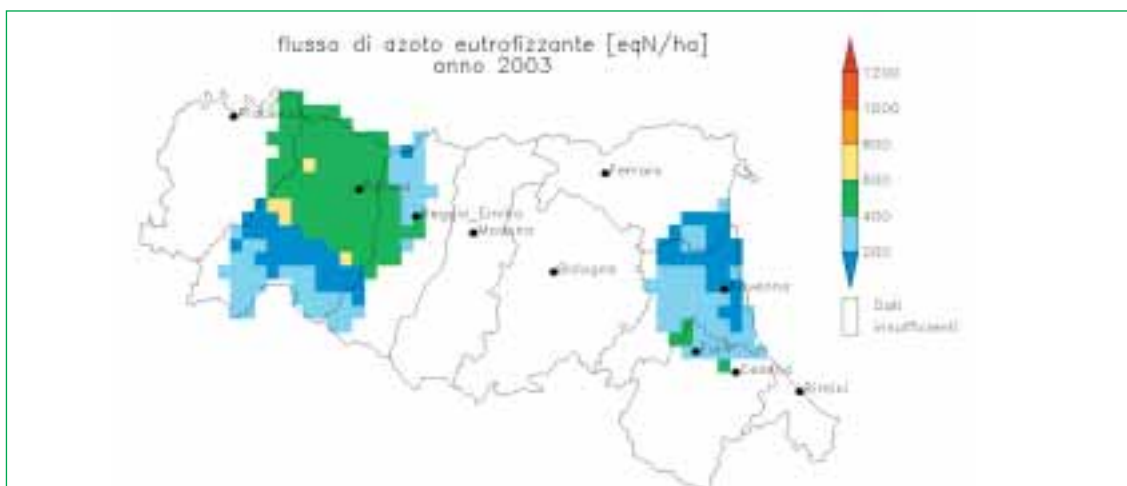 flusso di azoto eutrofizzante [eqN/ha]
anno 2003
1200
1000
800
600
400
200
Dati
insufficienti
Parma
Reggio_Emilia
Modena
Ferrara
Bologna
Ravenna
Cesena
Rimini